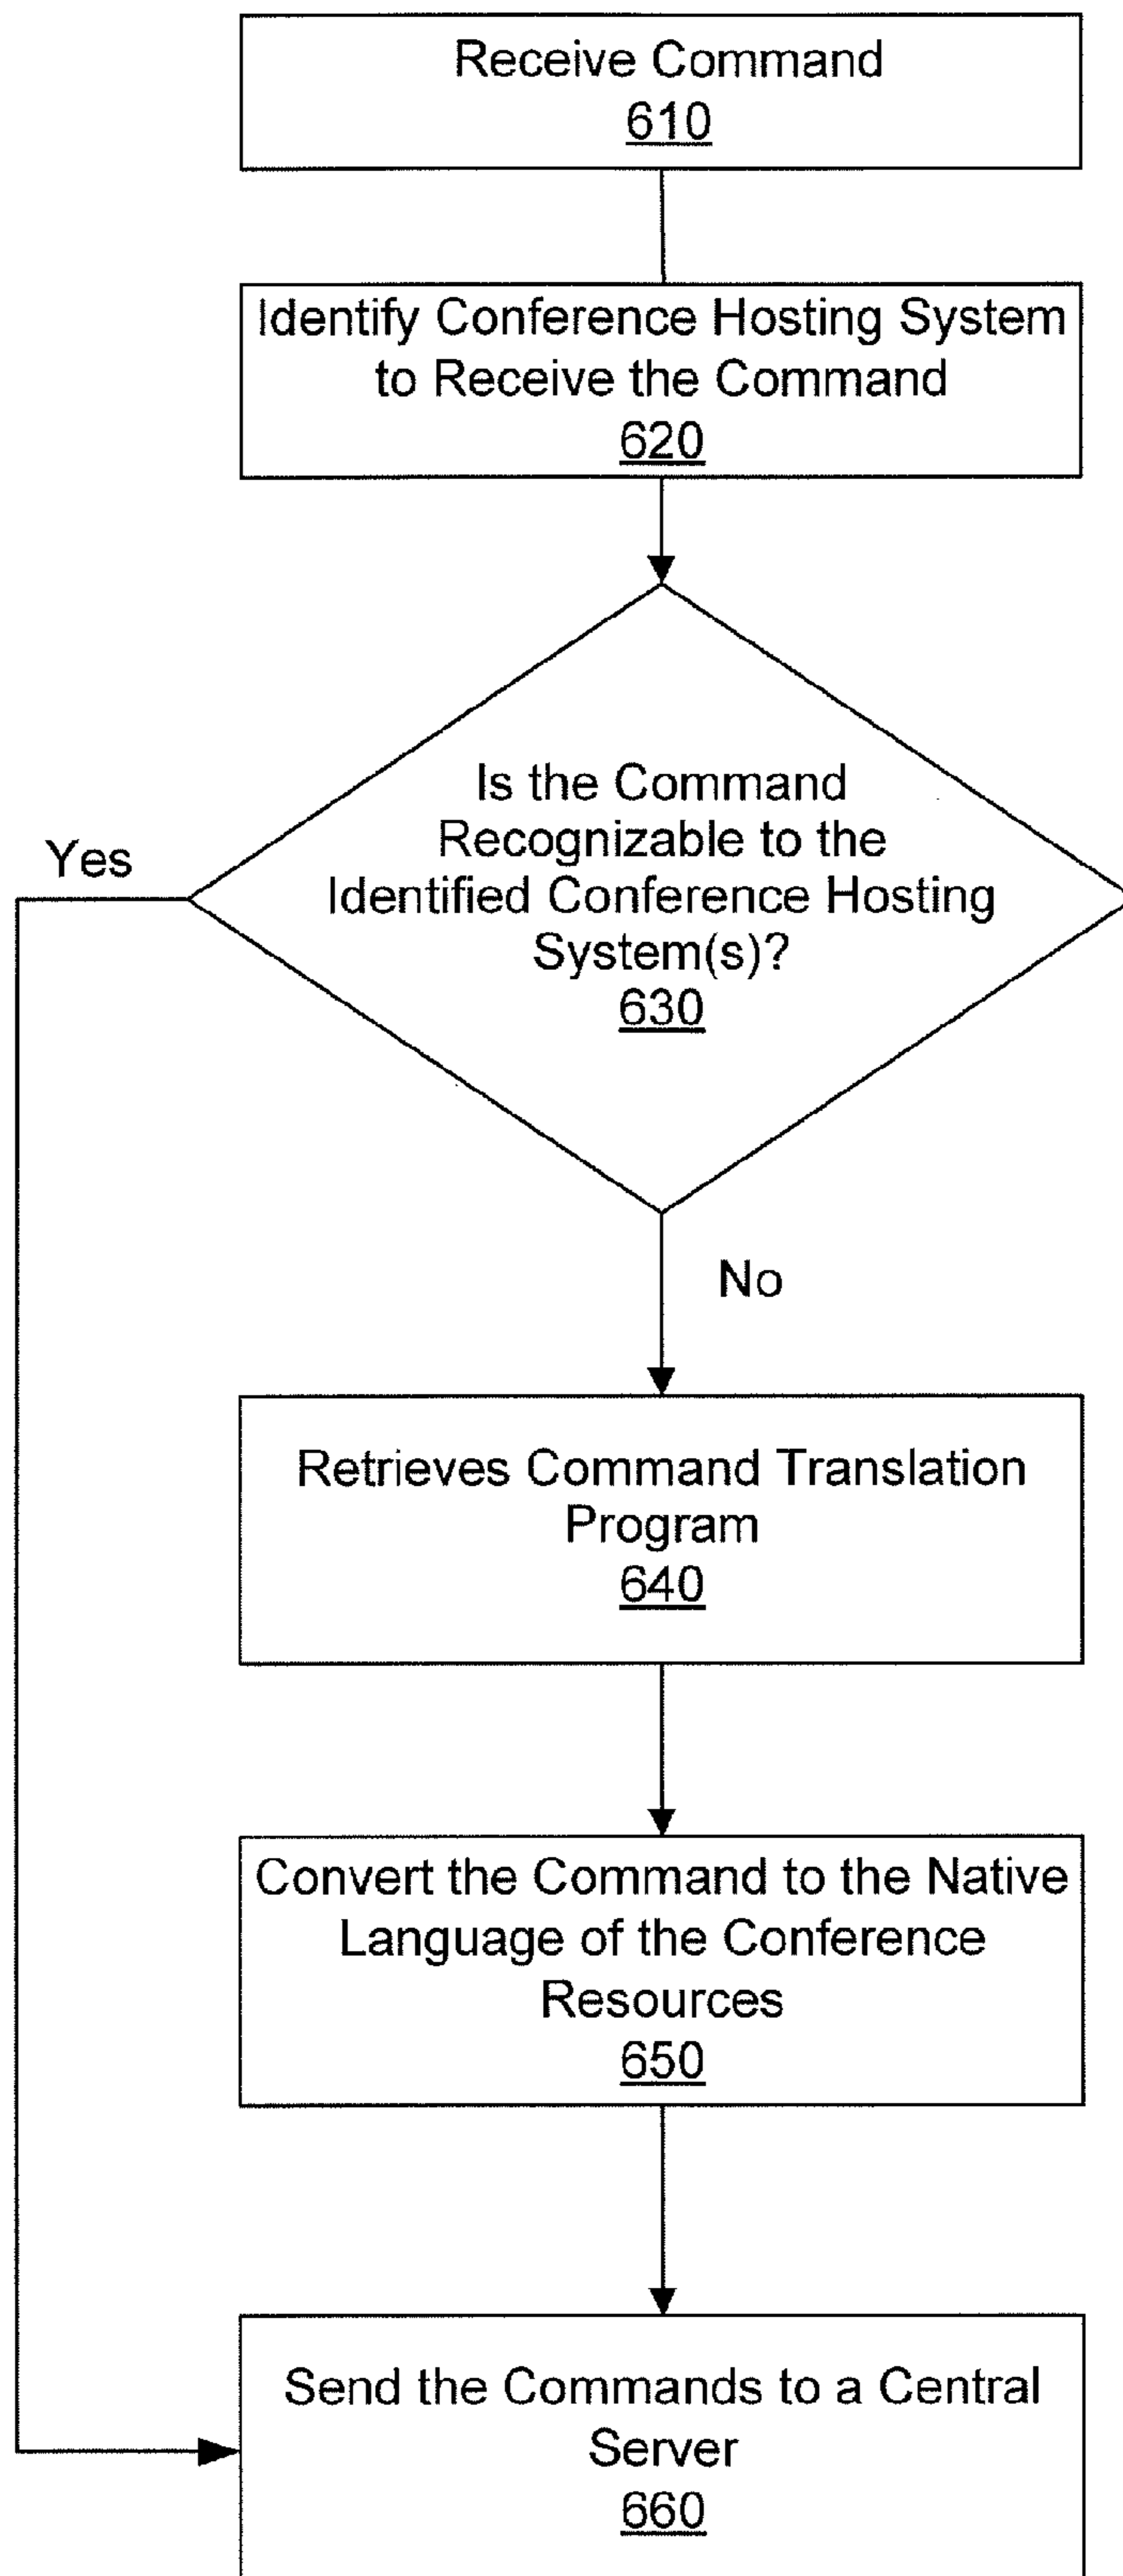 Receive Command
610
Identify Conference Hosting System
to Receive the Command
620
Is the Command
Recognizable to the
Identified Conference Hosting
System(s)?
630
Yes
No
Retrieves Command Translation
Program
640
Convert the Command to the Native
Language of the Conference
Resources
650
Send the Commands to a Central
Server
660